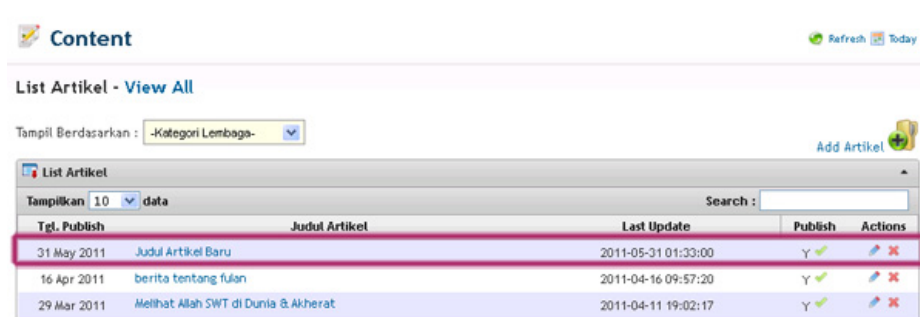 Content
Refresh Today
List Artikel - View All
Tampil Berdasarkan : -Kategori Lembaga-
Add Artikel
List Artikel
Tampilkan 10 data Search :
Tgl. Publish Judul Artikel Last Update Publish Actions
31 May 2011 Judul Artikel Baru 2011-05-31 01:33:00 Y
16 Apr 2011 berita tentang fulan 2011-04-16 09:57:20 Y
29 Mar 2011 Melihat Allah SWT di Dunia & Akherat 2011-04-11 19:02:17 Y